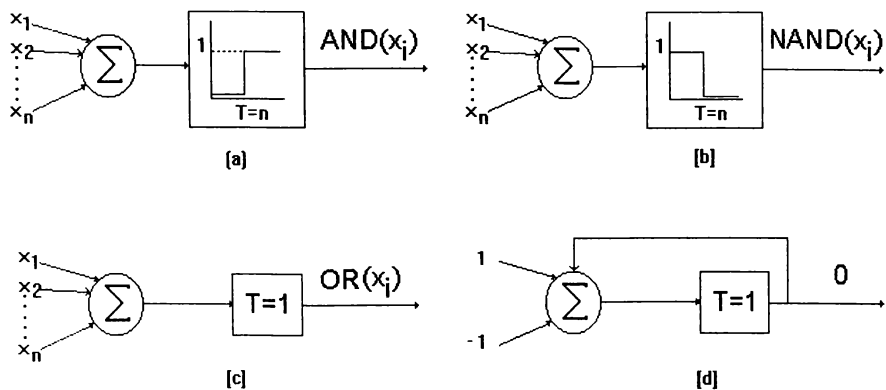 x1
x2
xn
Σ
1
T=n
AND(xi)
[a]
x1
x2
xn
Σ
1
T=n
NAND(xi)
[b]
x1
x2
xn
Σ
T=1
OR(xi)
[c]
1
-1
Σ
T=1
0
[d]